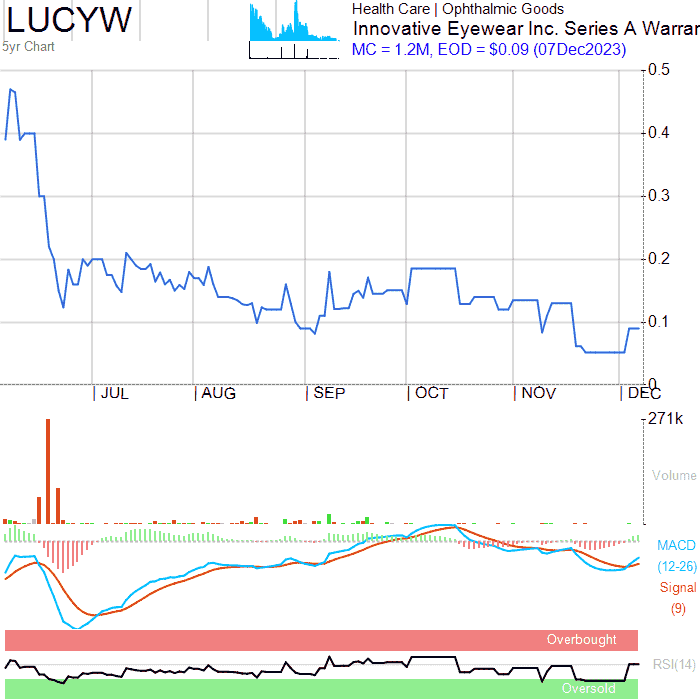 LUCYW
5yr Chart
Health Care | Ophthalmic Goods
Innovative Eyewear Inc. Series A Warran
MC = 1.2M, EOD = $0.09 (07Dec2023)
0.5
0.4
0.3
0.2
0.1
0
JUL
AUG
SEP
OCT
NOV
DEC
271k
Volume
MACD
(12-26)
Signal
(9)
Overbought
RSI(14)
Oversold